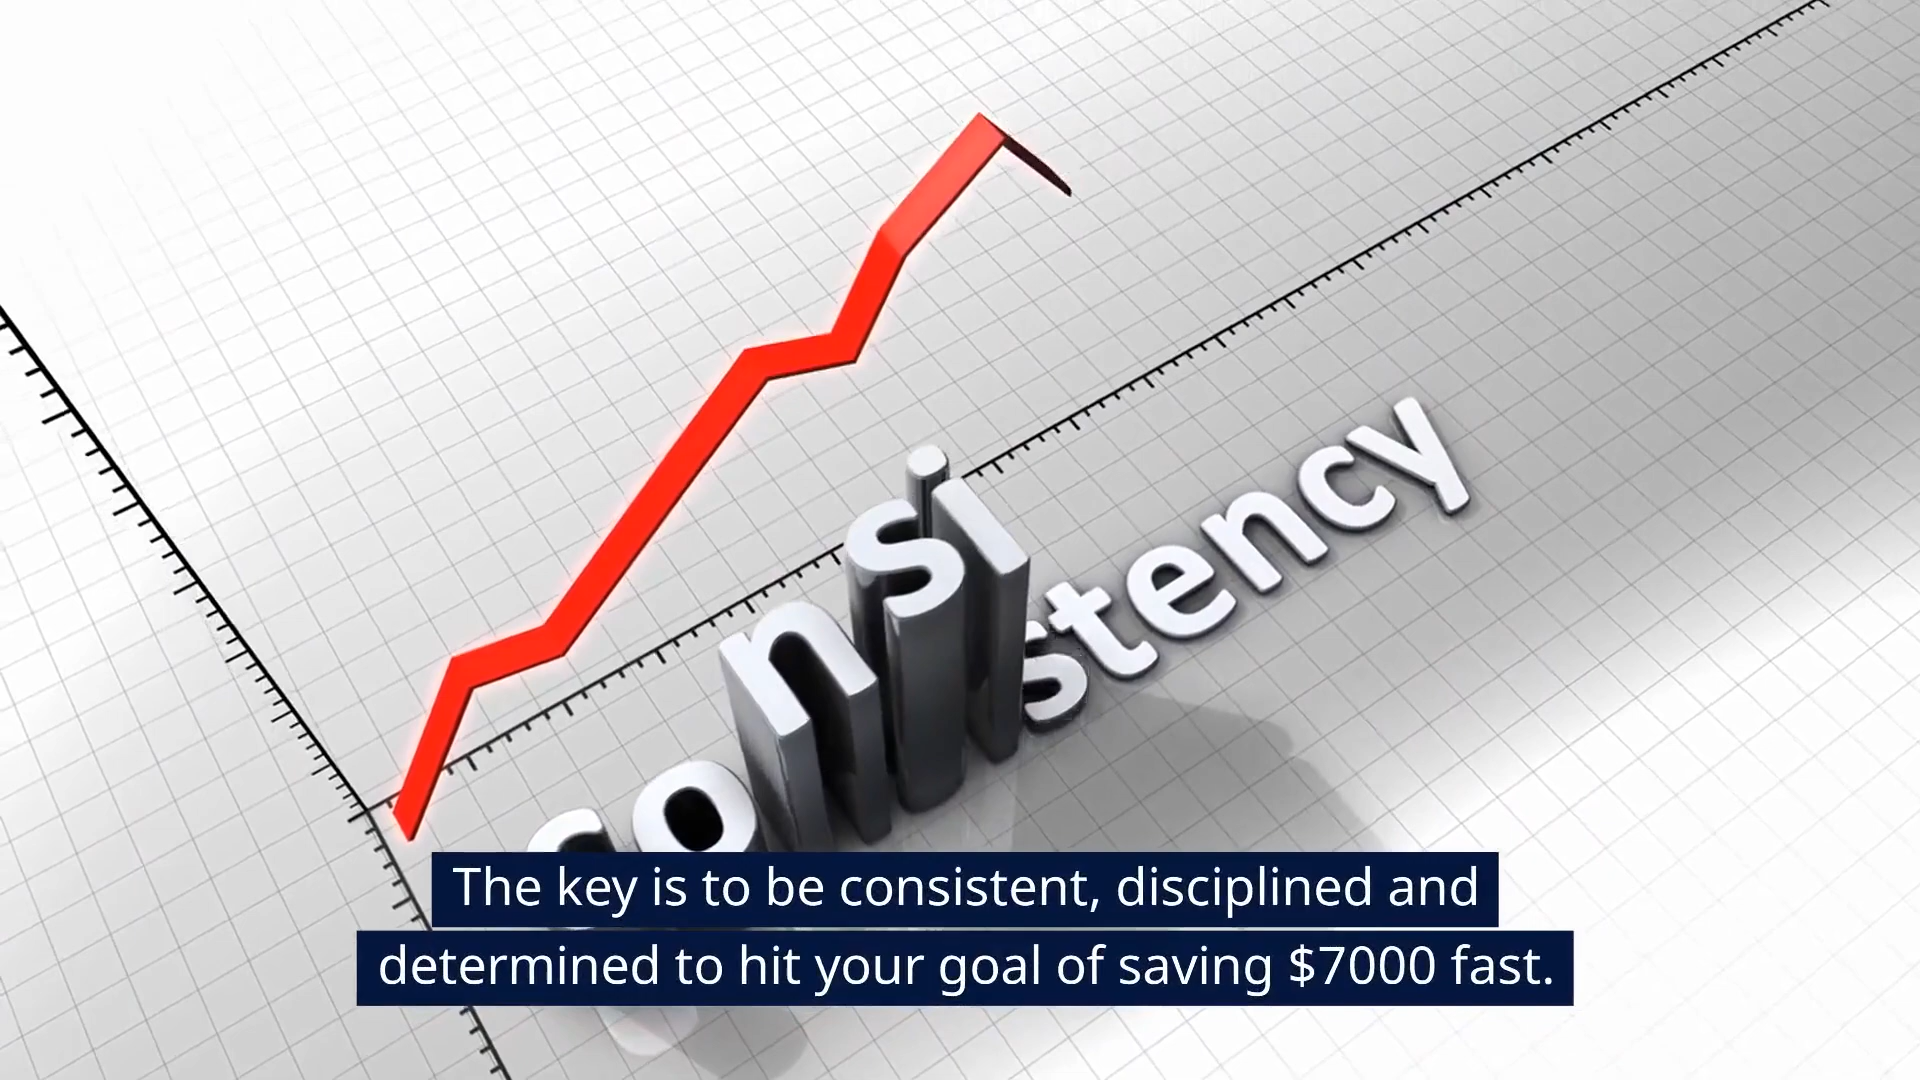 consistency
The key is to be consistent, disciplined and
determined to hit your goal of saving $7000 fast.